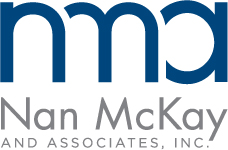 nma
Nan McKay
AND ASSOCIATES, INC.